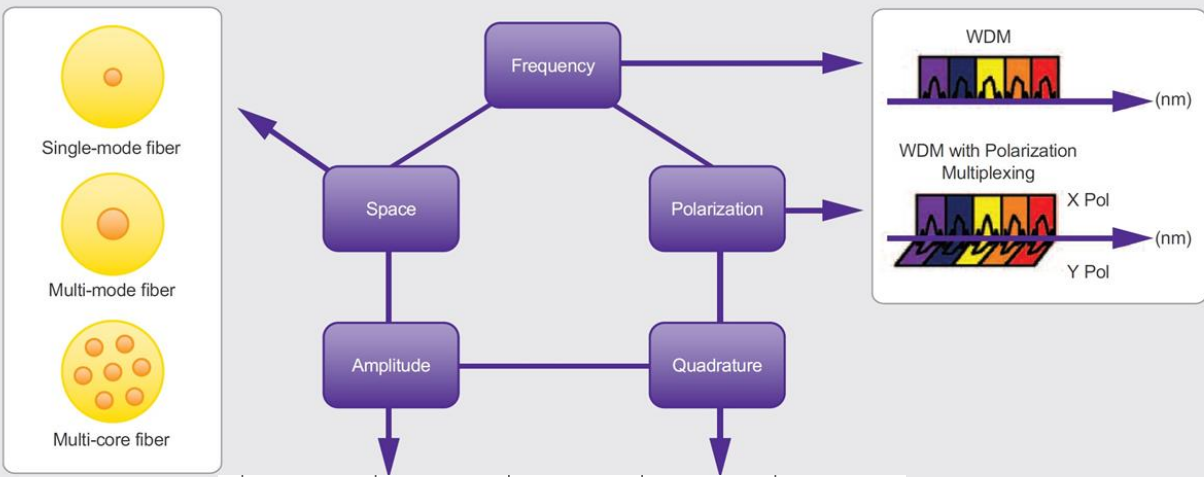 Single-mode fiber
Multi-mode fiber
Multi-core fiber
Frequency
Space
Polarization
Amplitude
Quadrature
WDM
(nm)
WDM with Polarization
Multiplexing
X Pol
(nm)
Y Pol